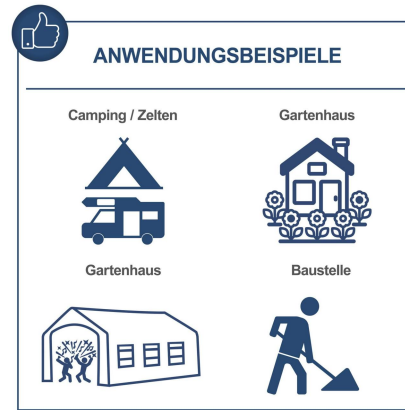 ANWENDUNGSBEISPIELE
Camping / Zelten
Gartenhaus
Gartenhaus
Baustelle